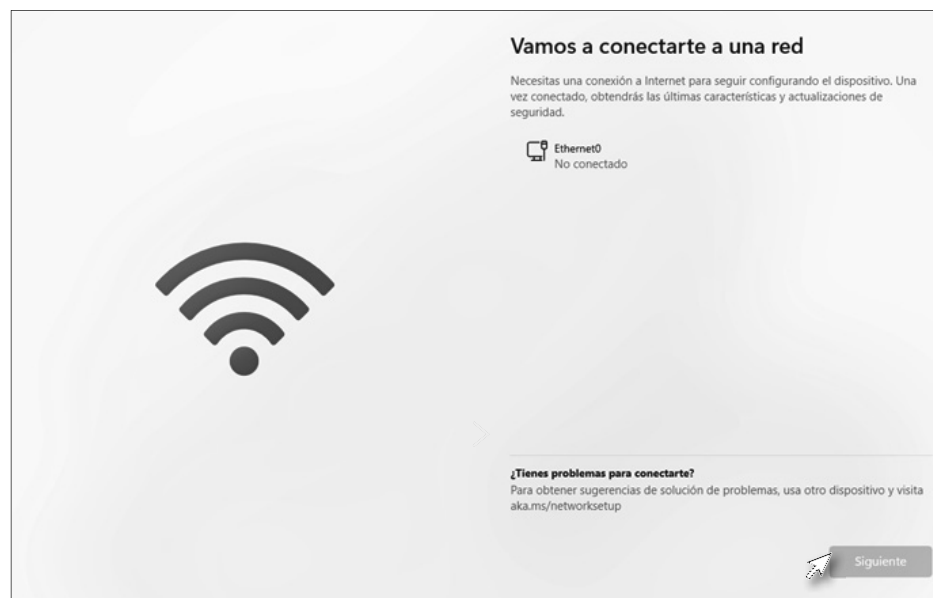 Vamos a conectarte a una red
Necesitas una conexión a Internet para seguir configurando el dispositivo. Una
vez conectado, obtendrás las últimas características y actualizaciones de
seguridad.
Ethernet0
No conectado
¿Tienes problemas para conectarte?
Para obtener sugerencias de solución de problemas, usa otro dispositivo y visita
aka.ms/networksetup
Siguiente